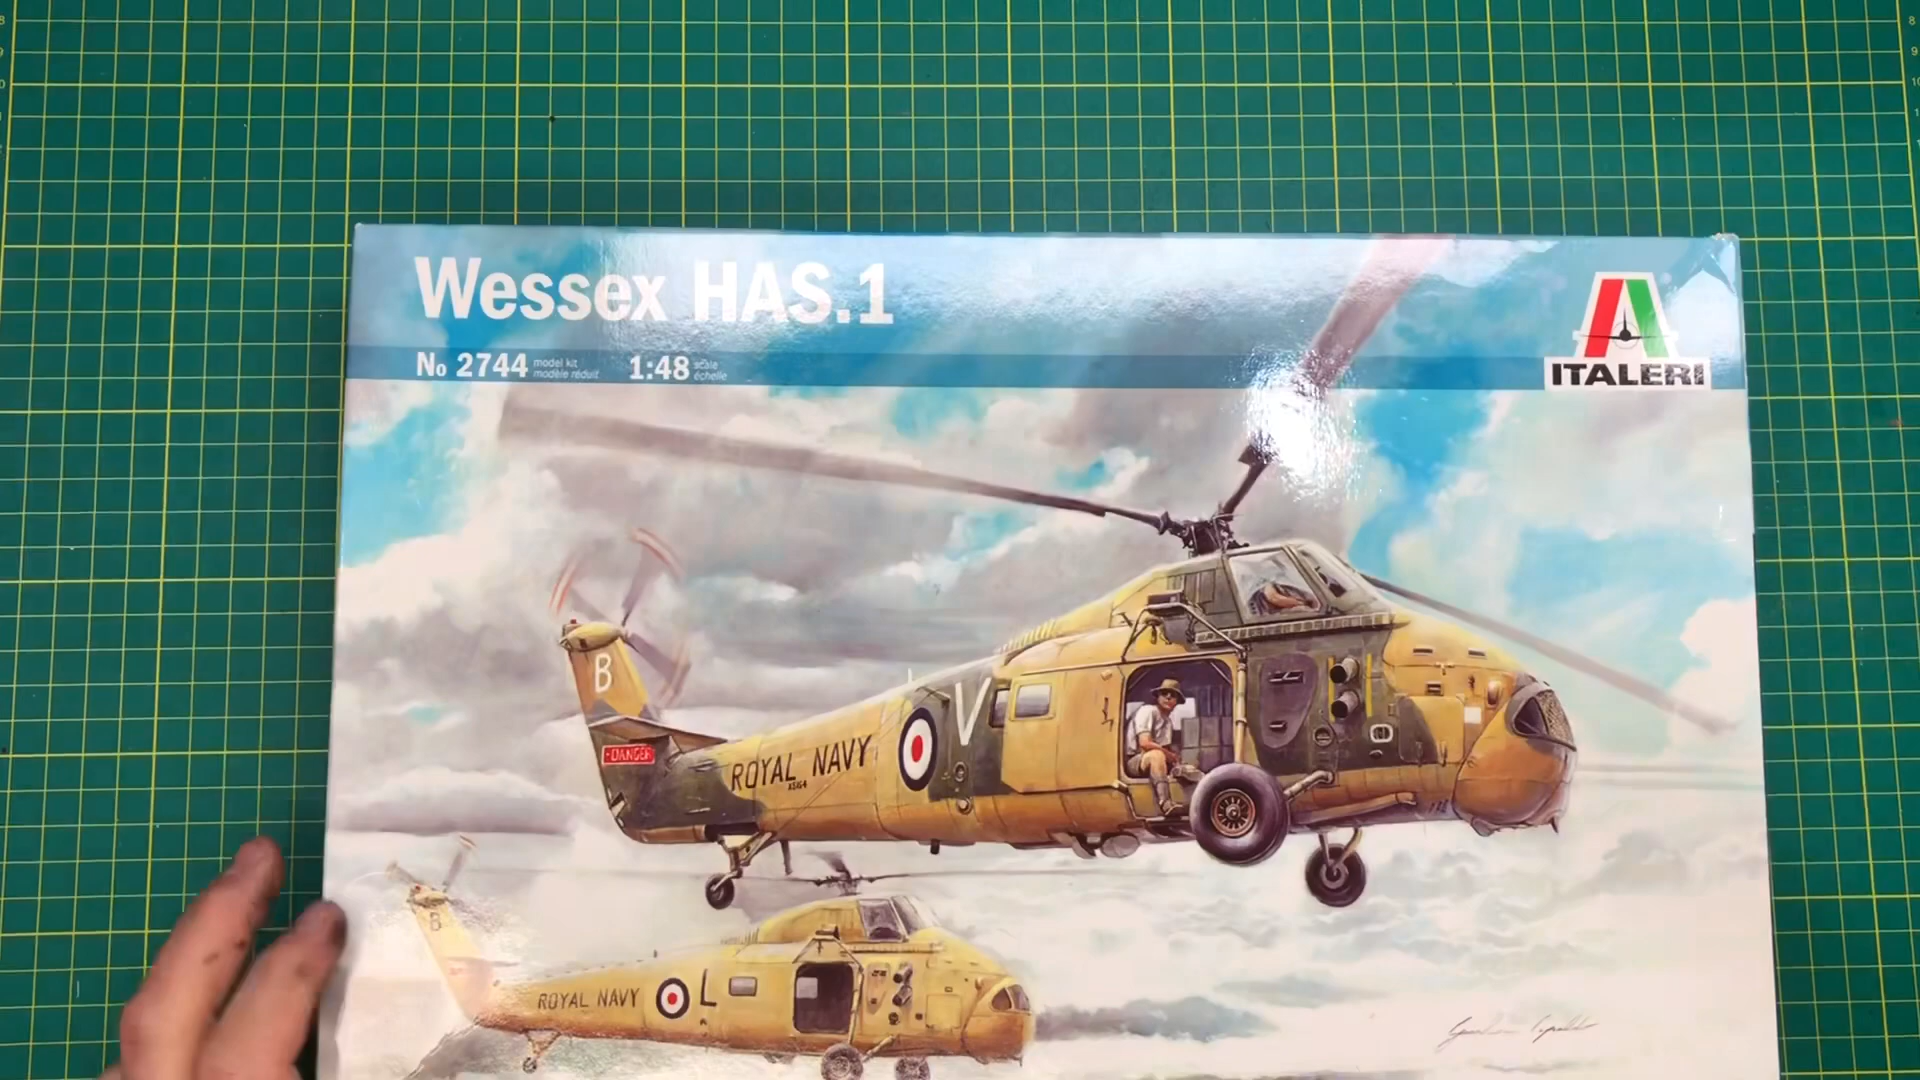 Wessex HAS.1
No 2744 model kit modèle réduit 1:48 scale échelle
ITALERI
B
DANGER
ROYAL NAVY
V
B
ROYAL NAVY
L